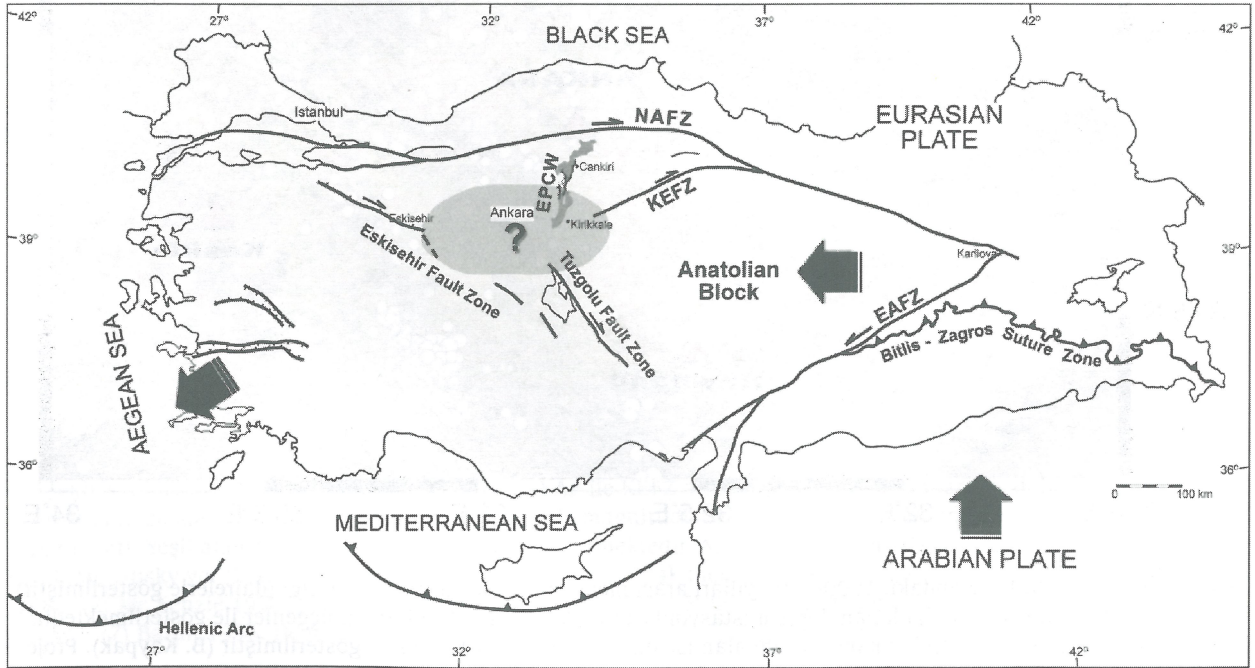 42°
27°
32°
37°
42°
42°
BLACK SEA
Istanbul
NAFZ
EURASIAN
PLATE
EPCW
Cankiri
KEFZ
Ankara
?
*Kirikkale
Eskisehir
Eskisehir Fault Zone
Tuzgolu Fault Zone
39°
39°
Anatolian
Block
Karliova
EAFZ
Bitlis - Zagros Suture Zone
AEGEAN SEA
36°
36°
0 100 km
MEDITERRANEAN SEA
ARABIAN PLATE
Hellenic Arc
27°
32°
37°
42°